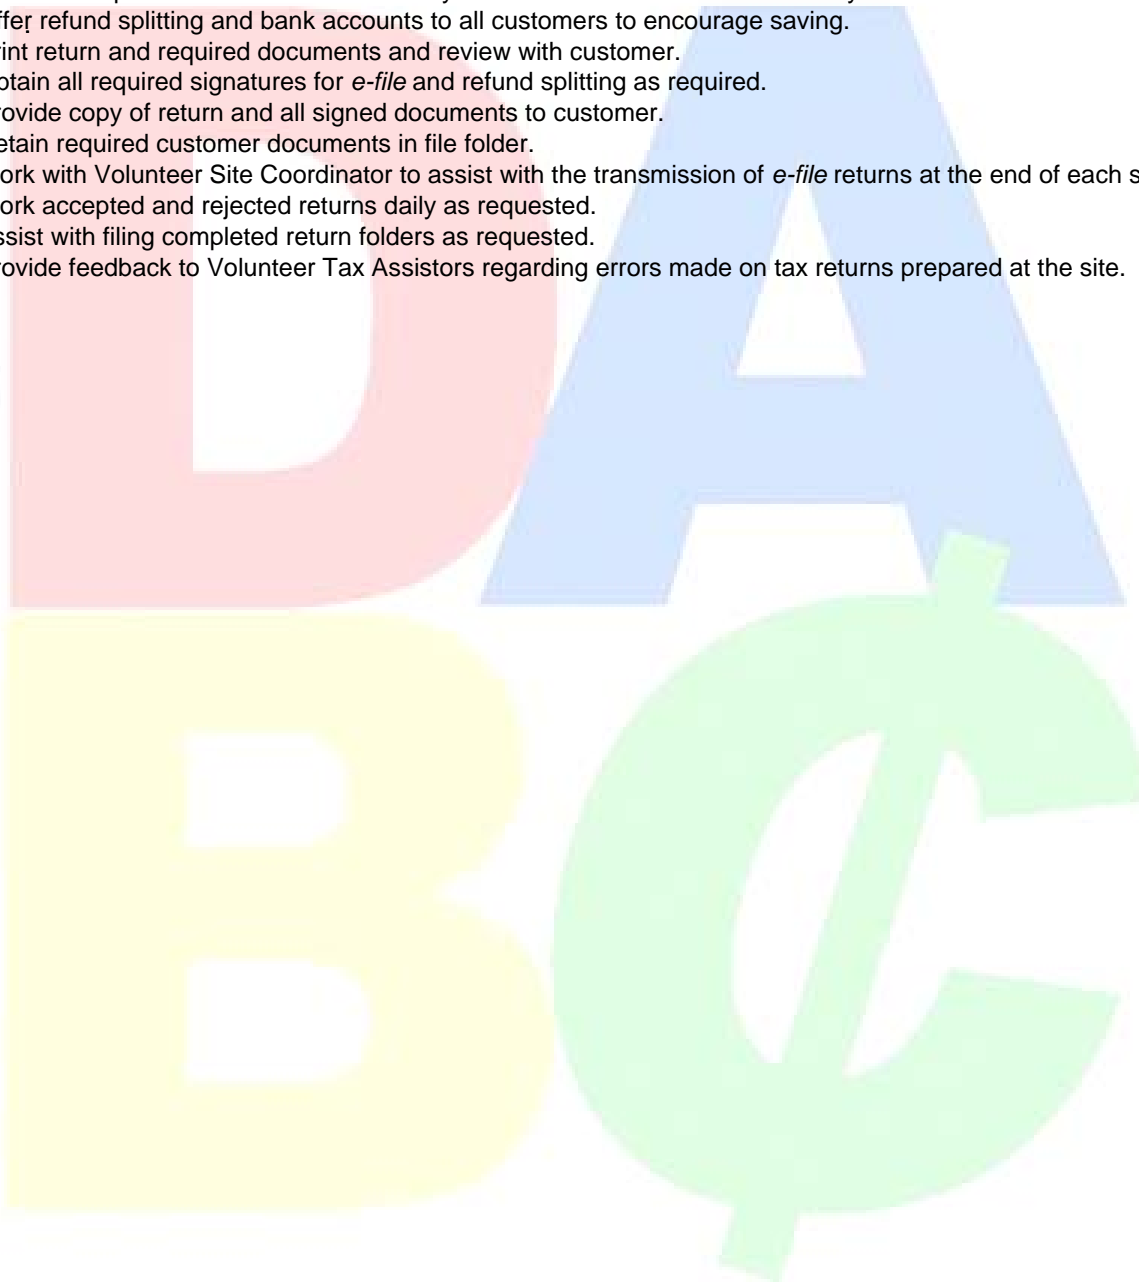 ffer refund splitting and bank accounts to all customers to encourage saving.
rint return and required documents and review with customer.
btain all required signatures for e-file and refund splitting as required.
rovide copy of return and all signed documents to customer.
etain required customer documents in file folder.
ork with Volunteer Site Coordinator to assist with the transmission of e-file returns at the end of each s
ork accepted and rejected returns daily as requested.
ssist with filing completed return folders as requested.
rovide feedback to Volunteer Tax Assistors regarding errors made on tax returns prepared at the site.
DA
B¢